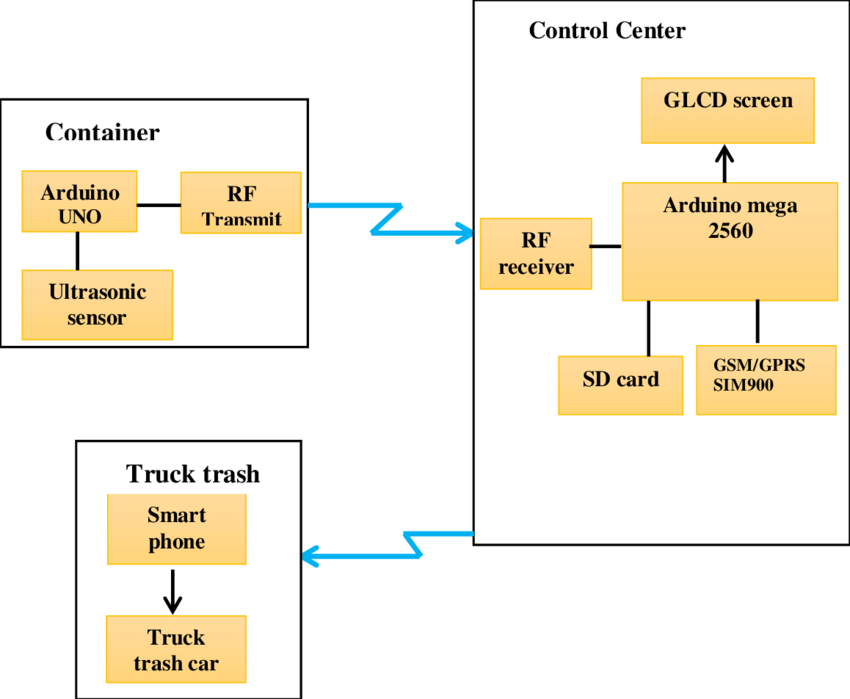 Control Center
GLCD screen
Container
Arduino
UNO
RF
Transmit
Arduino mega
2560
RF
receiver
Ultrasonic
sensor
SD card
GSM/GPRS
SIM900
Truck trash
Smart
phone
Truck
trash car